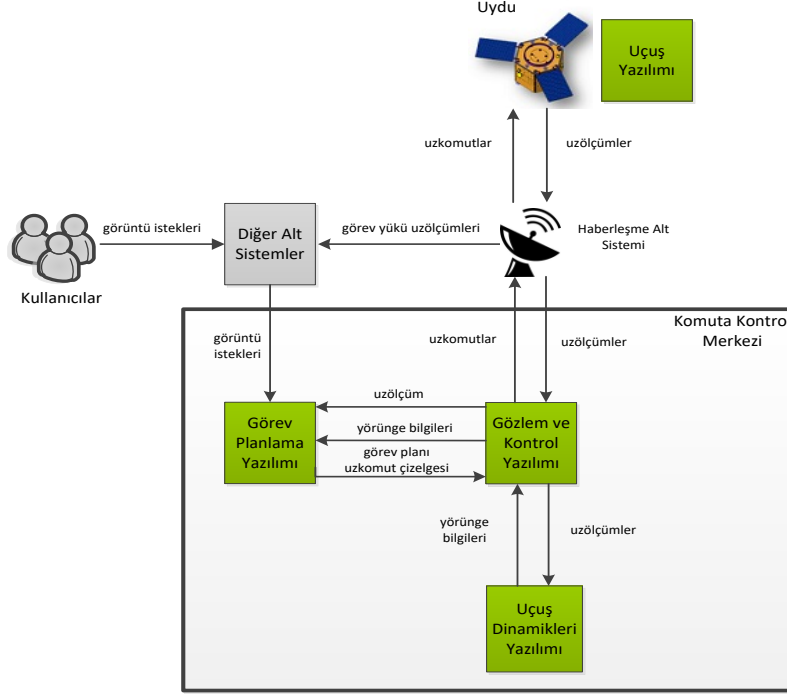 Uydu
Uçuş
Yazılımı
uzkomutlar
uzölçümler
görüntü istekleri
Diğer Alt
Sistemler
görev yükü uzölçümleri
Haberleşme Alt
Sistemi
Kullanıcılar
Komuta Kontro
Merkezi
görüntü
istekleri
uzkomutlar
uzölçümler
Görev
Planlama
Yazılımı
uzölçüm
yörünge bilgileri
görev planı
uzkomut çizelgesi
Gözlem ve
Kontrol
Yazılımı
yörünge
bilgileri
uzölçümler
Uçuş
Dinamikleri
Yazılımı